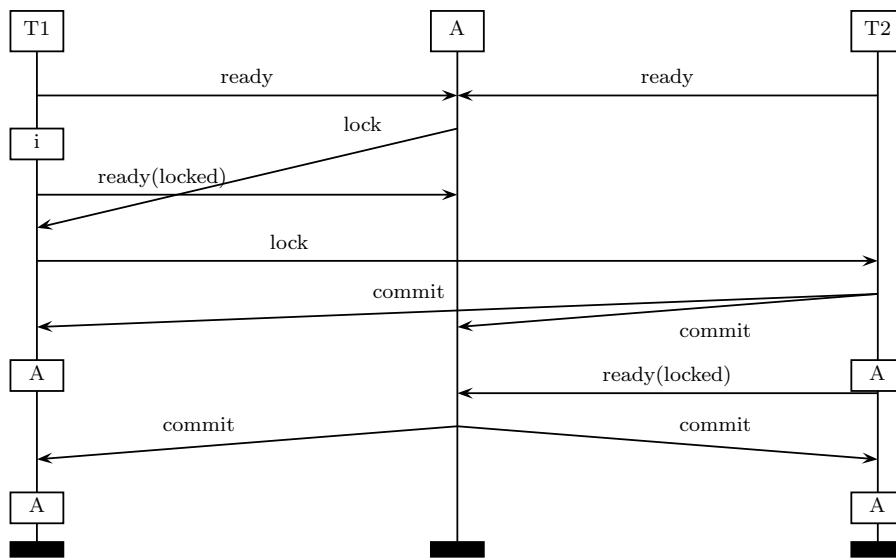 T1 A T2
ready ready
lock
i
ready(locked)
lock
commit
commit
A A
ready(locked)
commit commit
A A